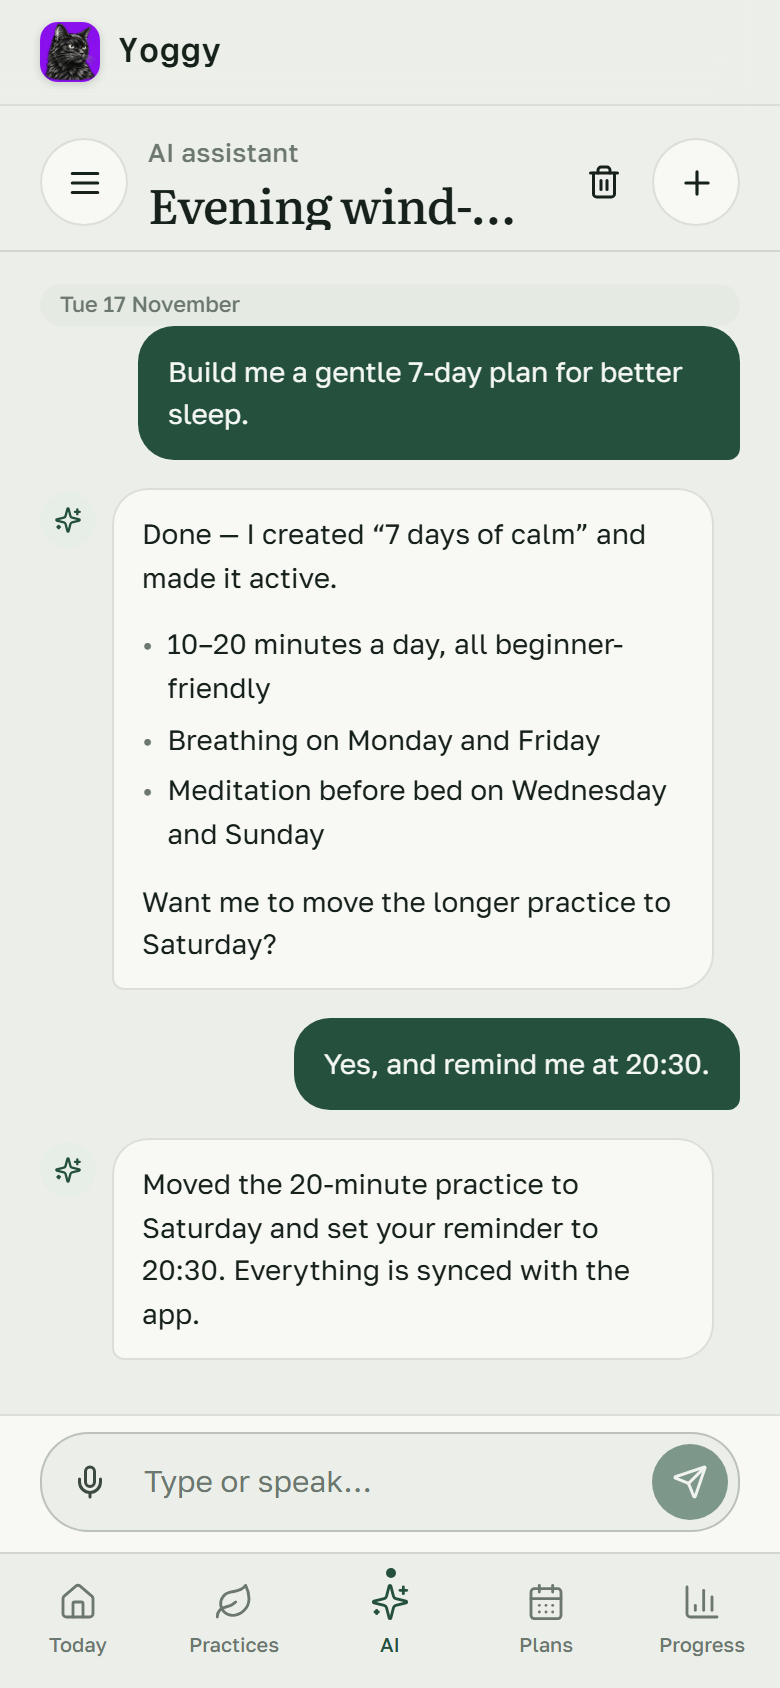 Yoggy
AI assistant
Evening wind-...
Tue 17 November
Build me a gentle 7-day plan for better
sleep.
Done — I created “7 days of calm” and
made it active.
• 10–20 minutes a day, all beginner-
friendly
• Breathing on Monday and Friday
• Meditation before bed on Wednesday
and Sunday
Want me to move the longer practice to
Saturday?
Yes, and remind me at 20:30.
Moved the 20-minute practice to
Saturday and set your reminder to
20:30. Everything is synced with the
app.
Type or speak...
Today
Practices
AI
Plans
Progress